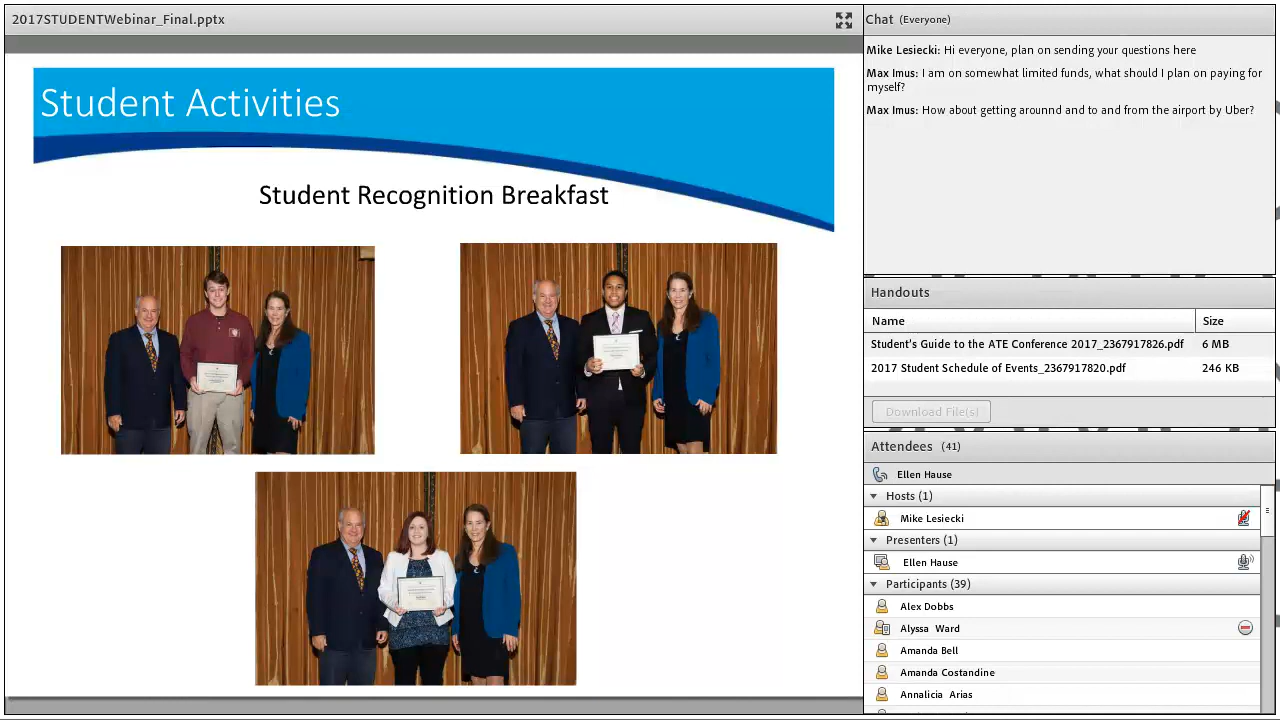 2017STUDENTWebinar_Final.pptx
Student Activities
Student Recognition Breakfast
Chat (Everyone)
Mike Lesiecki: Hi everyone, plan on sending your questions here
Max Imus: I am on somewhat limited funds, what should I plan on paying for
myself?
Max Imus: How about getting arounnd and to and from the airport by Uber?
Handouts
Name Size
Student's Guide to the ATE Conference 2017_2367917826.pdf 6 MB
2017 Student Schedule of Events_2367917820.pdf 246 KB
Download File(s)
Attendees (41)
Ellen Hause
Hosts (1)
Mike Lesiecki
Presenters (1)
Ellen Hause
Participants (39)
Alex Dobbs
Alyssa Ward
Amanda Bell
Amanda Costandine
Annalicia Arias